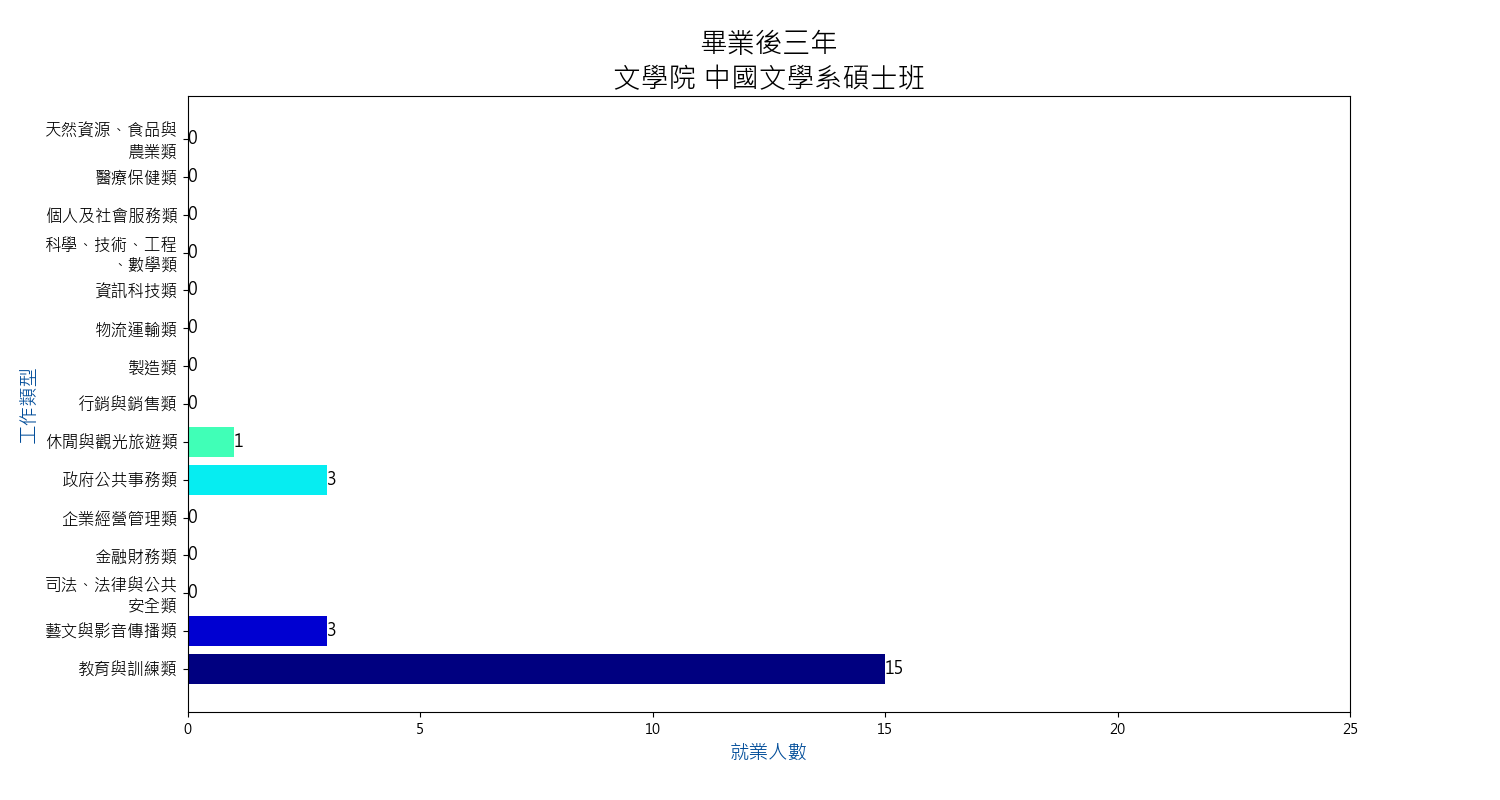 畢業後三年
文學院 中國文學系碩士班
天然資源、食品與
農業類
0
醫療保健類
0
個人及社會服務類
0
科學、技術、工程
、數學類
0
資訊科技類
0
物流運輸類
0
製造類
0
行銷與銷售類
0
休閒與觀光旅遊類
1
政府公共事務類
3
企業經營管理類
0
金融財務類
0
司法、法律與公共
安全類
0
藝文與影音傳播類
3
教育與訓練類
15
工作類型
0
5
10
15
20
25
就業人數